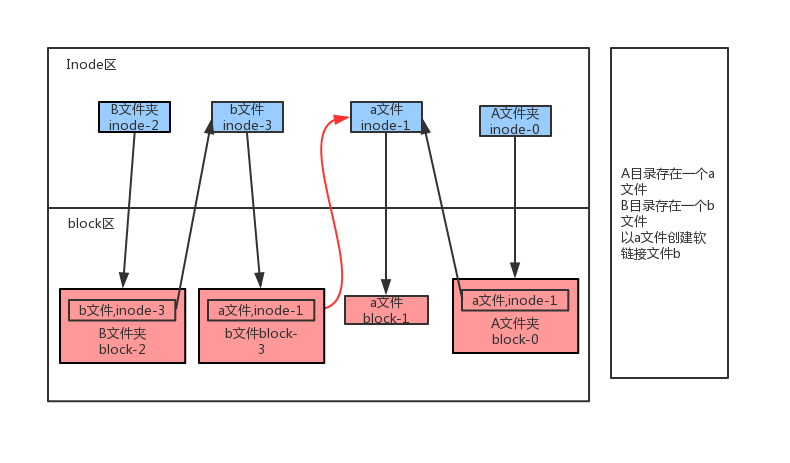 Inode区
B文件夹
inode-2
b文件
inode-3
a文件
inode-1
A文件夹
inode-0
block区
b文件,inode-3
B文件夹
block-2
a文件,inode-1
b文件block-
3
a文件
block-1
a文件,inode-1
A文件夹
block-0
A目录存在一个a
文件
B目录存在一个b
文件
以a文件创建软
链接文件b